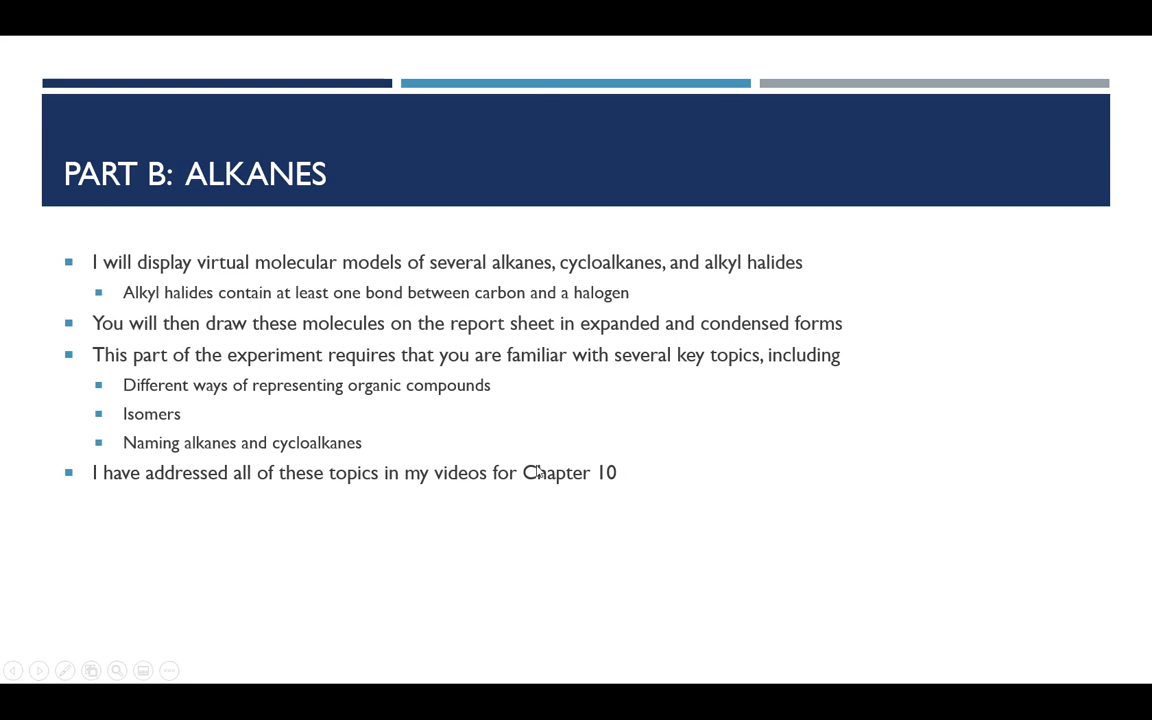 PART B: ALKANES
I will display virtual molecular models of several alkanes, cycloalkanes, and alkyl halides
Alkyl halides contain at least one bond between carbon and a halogen
You will then draw these molecules on the report sheet in expanded and condensed forms
This part of the experiment requires that you are familiar with several key topics, including
Different ways of representing organic compounds
Isomers
Naming alkanes and cycloalkanes
I have addressed all of these topics in my videos for Chapter 10